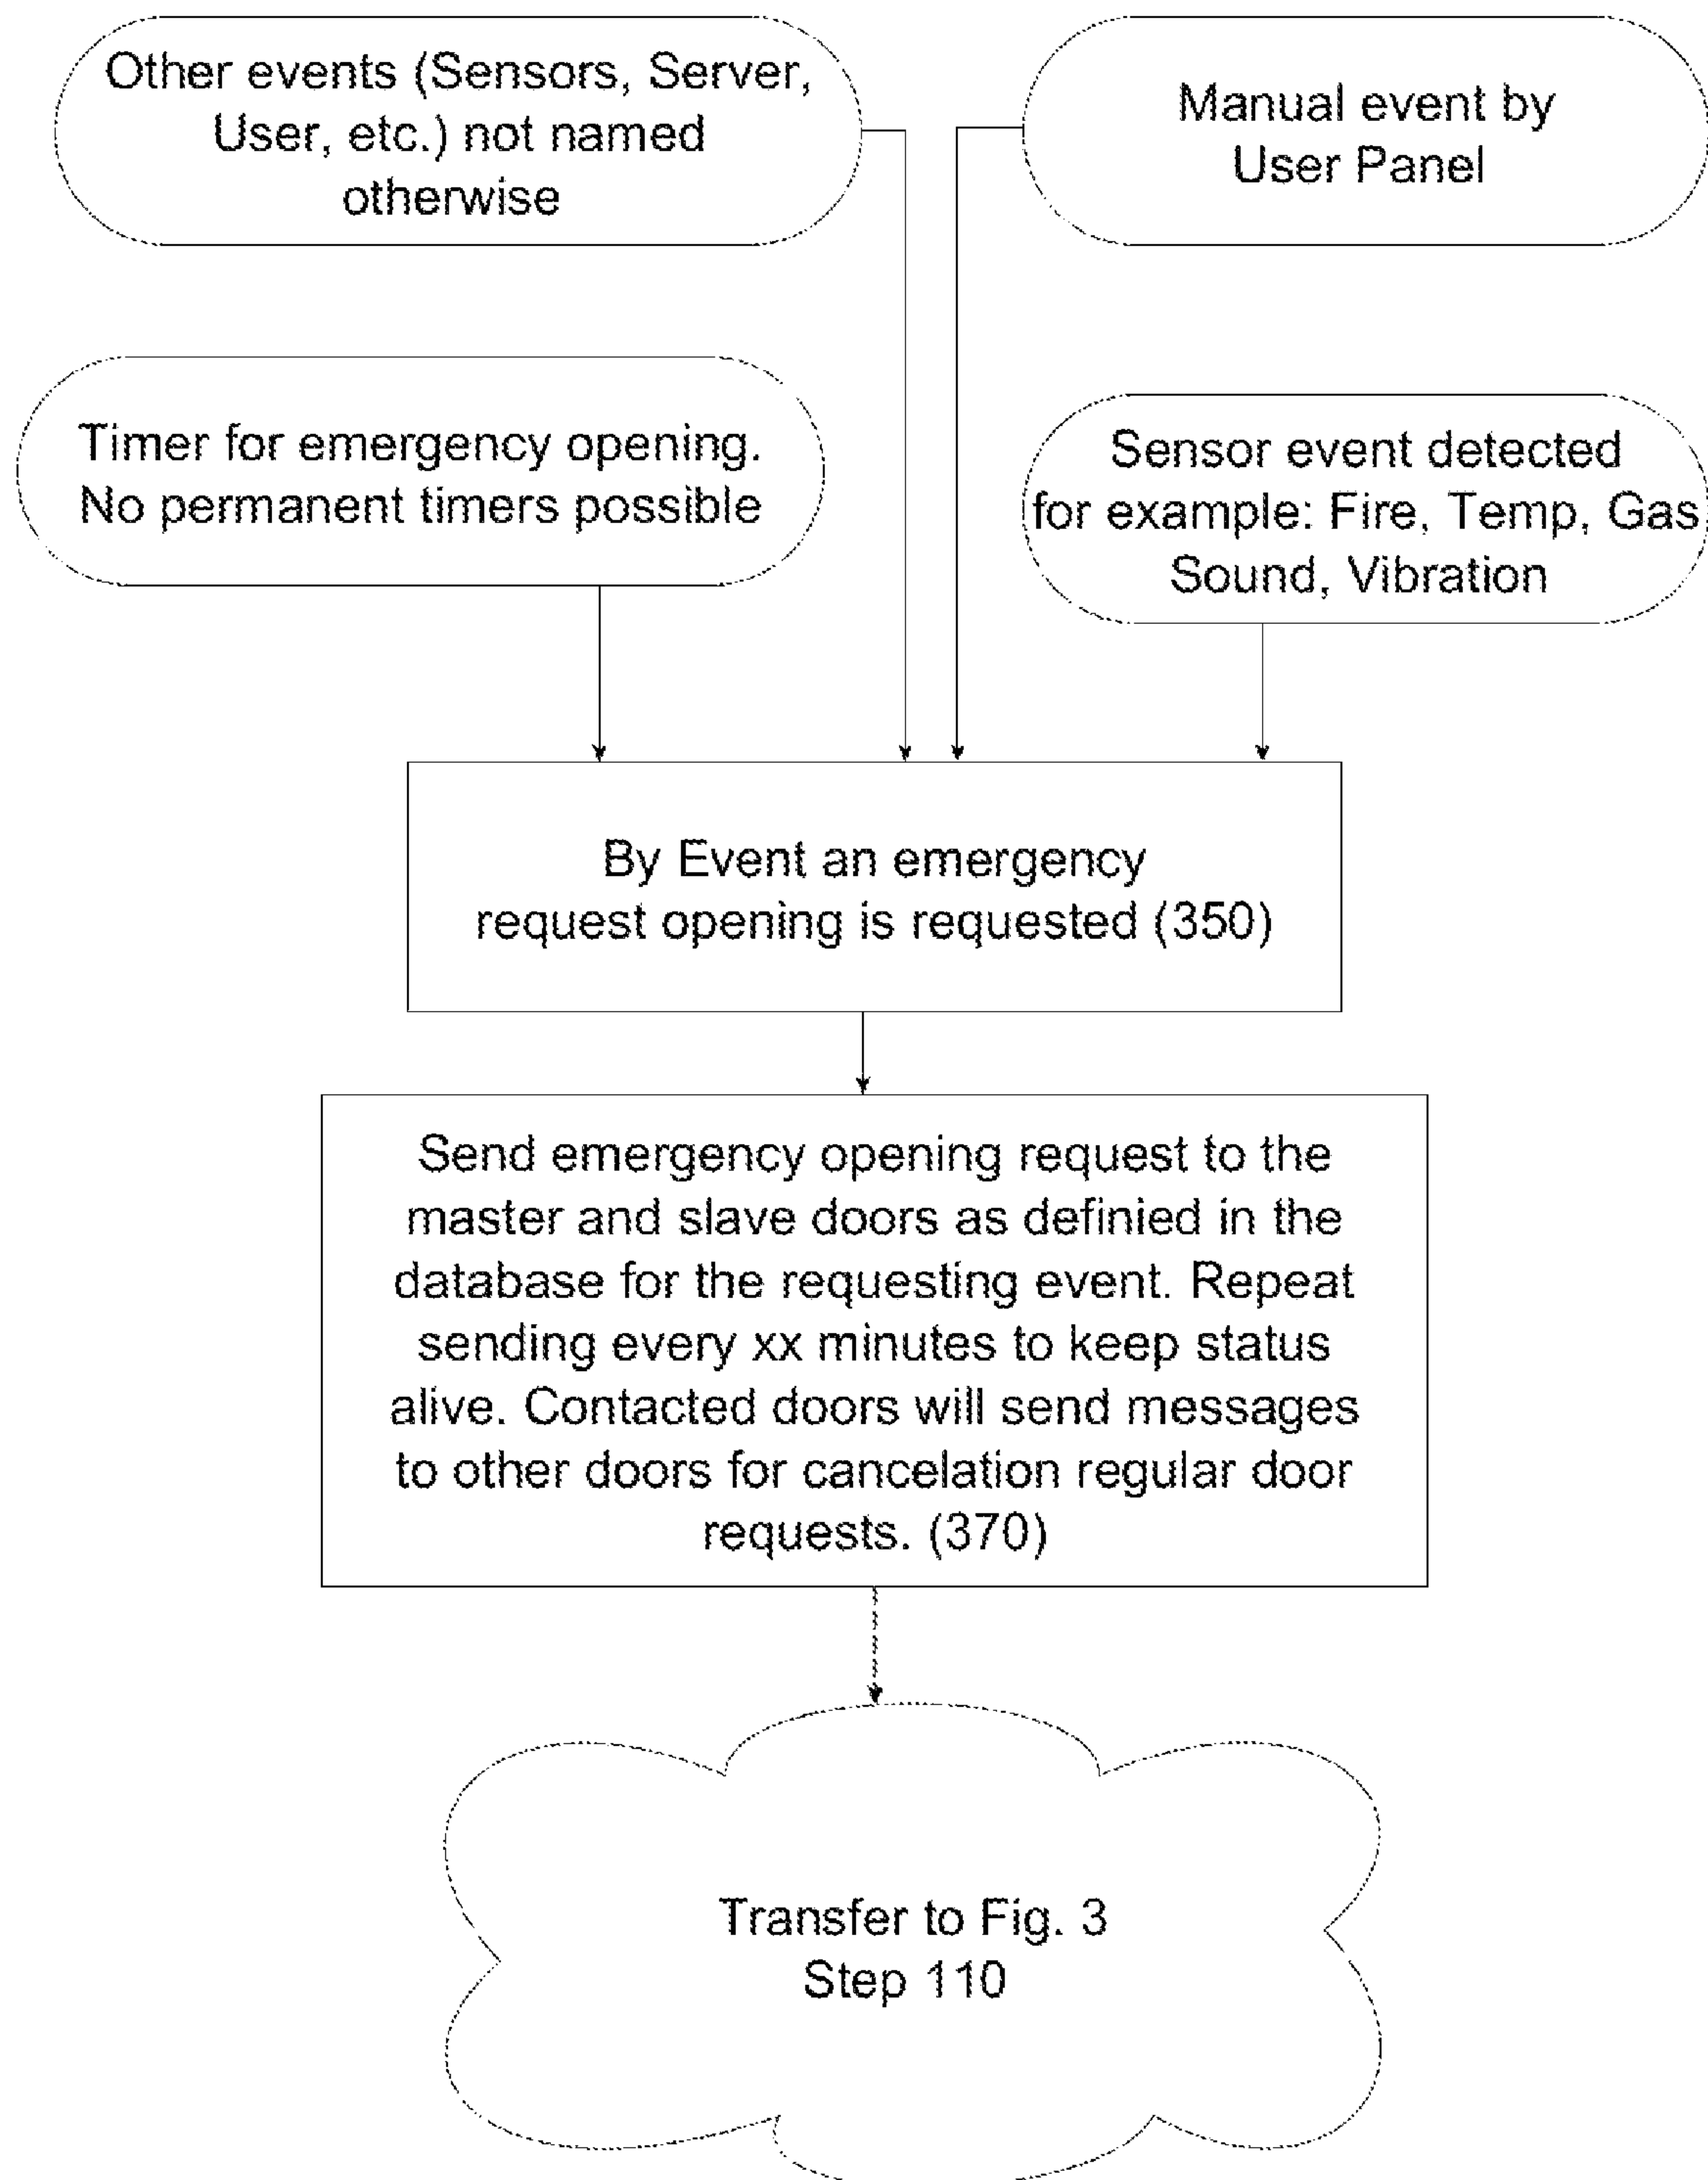 Other events (Sensors, Server,
User, etc.) not named
otherwise
Manual event by
User Panel
Timer for emergency opening.
No permanent timers possible
Sensor event detected
for example: Fire, Temp, Gas
Sound, Vibration
By Event an emergency
request opening is requested (350)
Send emergency opening request to the
master and slave doors as definied in the
database for the requesting event. Repeat
sending every xx minutes to keep status
alive. Contacted doors will send messages
to other doors for cancelation regular door
requests. (370)
Transfer to Fig. 3
Step 110